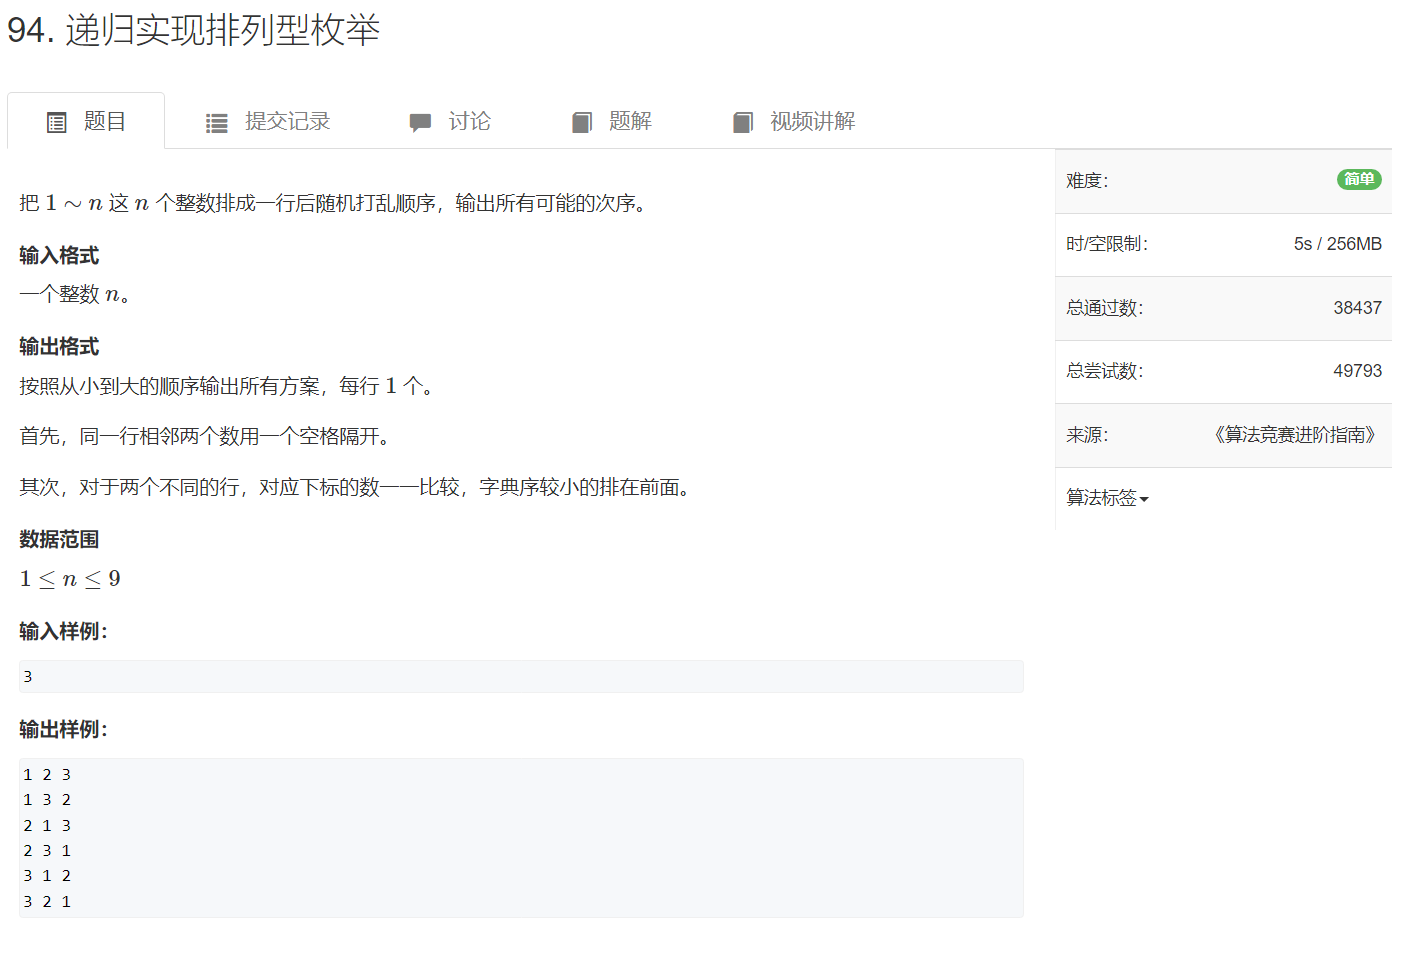 94. 递归实现排列型枚举
题目 提交记录 讨论 题解 视频讲解
把 1 ∼ n 这 n 个整数排成一行后随机打乱顺序，输出所有可能的次序。
输入格式
一个整数 n。
输出格式
按照从小到大的顺序输出所有方案，每行 1 个。
首先，同一行相邻两个数用一个空格隔开。
其次，对于两个不同的行，对应下标的数一一比较，字典序较小的排在前面。
数据范围
1 ≤ n ≤ 9
输入样例：
3
输出样例：
1 2 3
1 3 2
2 1 3
2 3 1
3 1 2
3 2 1
难度： 简单
时/空限制： 5s / 256MB
总通过数： 38437
总尝试数： 49793
来源： 《算法竞赛进阶指南》
算法标签